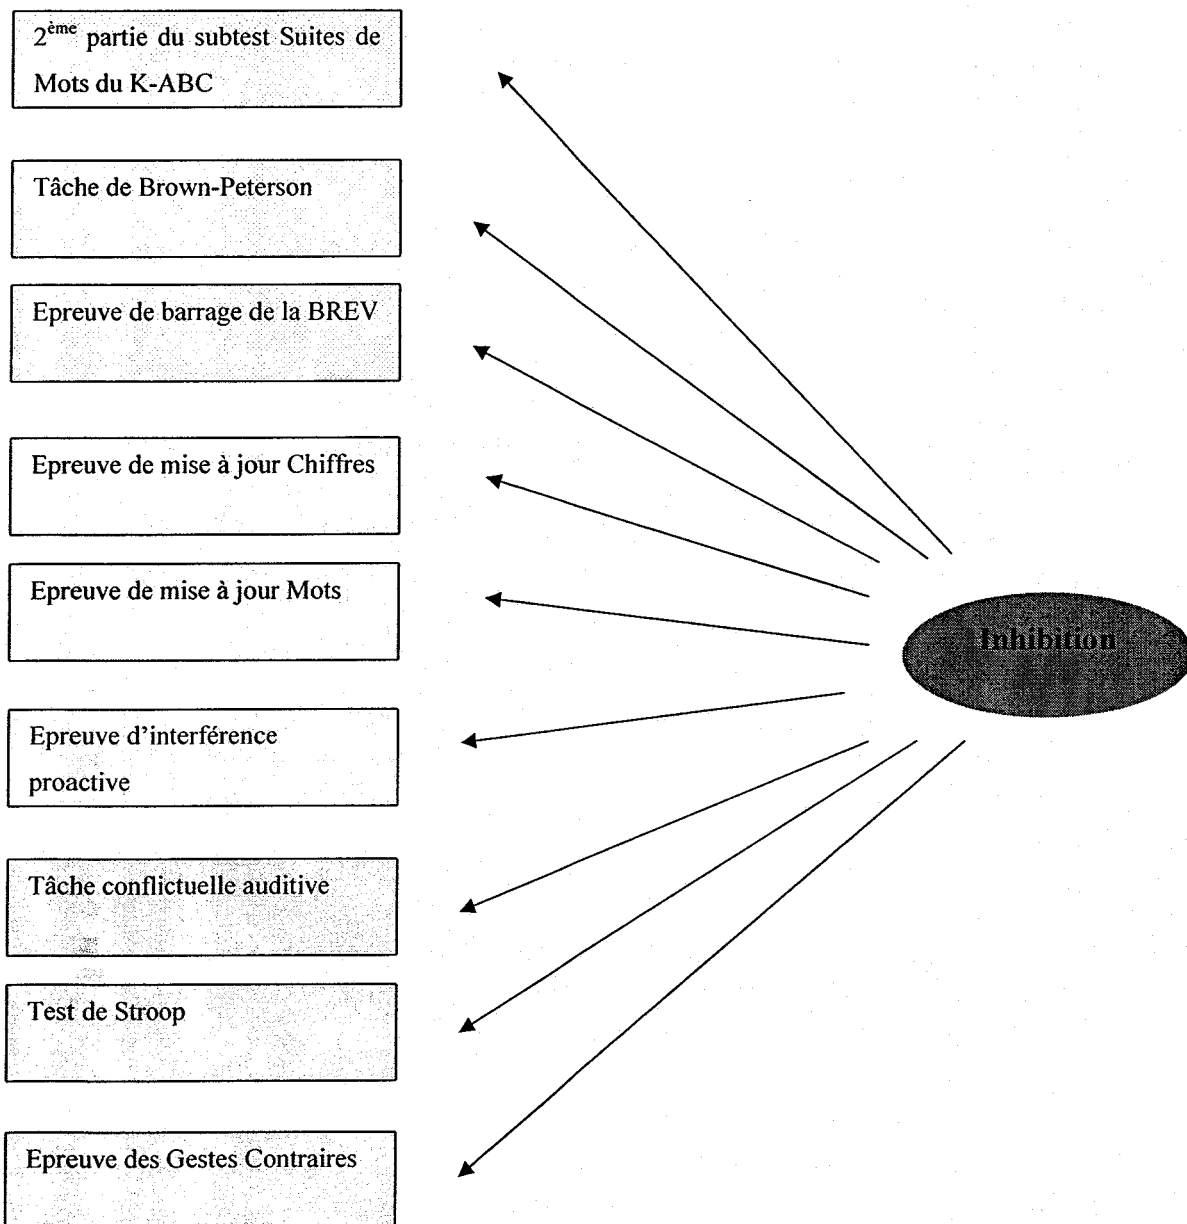 2ème partie du subtest Suites de
Mots du K-ABC
Tâche de Brown-Peterson
Epreuve de barrage de la BREV
Epreuve de mise à jour Chiffres
Epreuve de mise à jour Mots
Inhibition
Epreuve d'interférence
proactive
Tâche conflictuelle auditive
Test de Stroop
Epreuve des Gestes Contraires